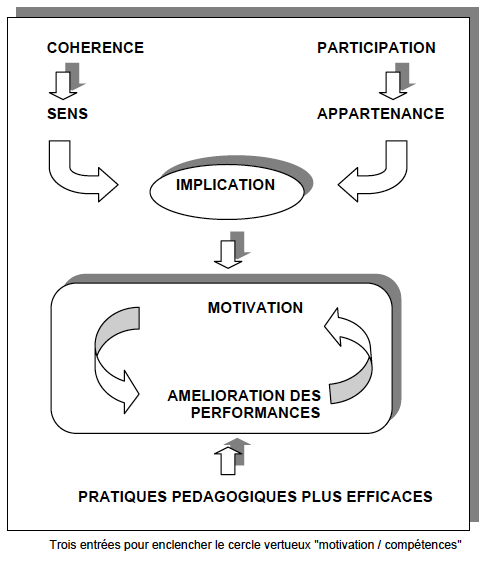 COHERENCE
PARTICIPATION
SENS
APPARTENANCE
IMPLICATION
MOTIVATION
AMELIORATION DES
PERFORMANCES
PRATIQUES PEDAGOGIQUES PLUS EFFICACES
Trois entrées pour enclencher le cercle vertueux "motivation / compétences"